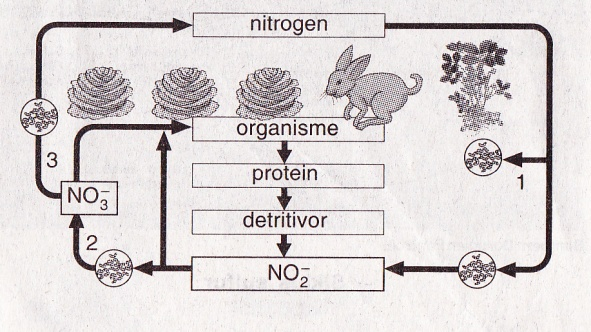 nitrogen
organisme
3
protein
1
NO₃⁻
detritivor
2
NO₂⁻